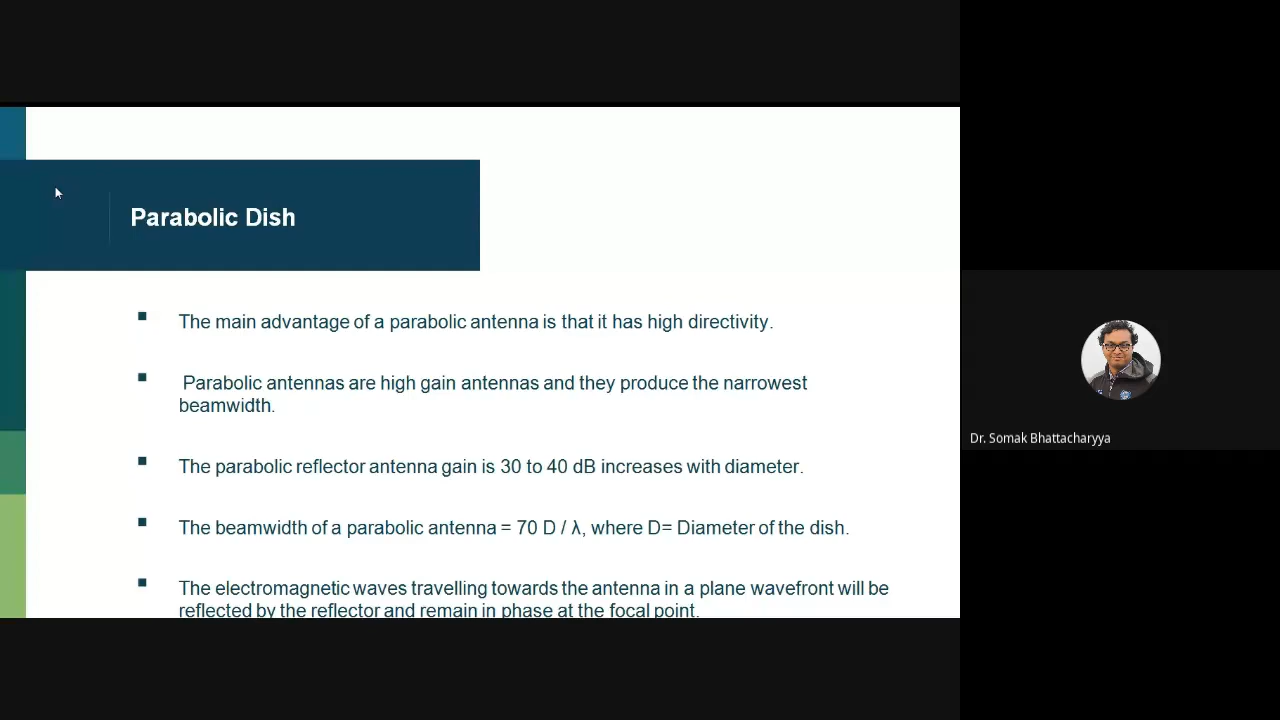 Parabolic Dish
The main advantage of a parabolic antenna is that it has high directivity.
Parabolic antennas are high gain antennas and they produce the narrowest
beamwidth.
The parabolic reflector antenna gain is 30 to 40 dB increases with diameter.
The beamwidth of a parabolic antenna = 70 D / λ, where D= Diameter of the dish.
The electromagnetic waves travelling towards the antenna in a plane wavefront will be
reflected by the reflector and remain in phase at the focal point.
Dr. Somak Bhattacharyya